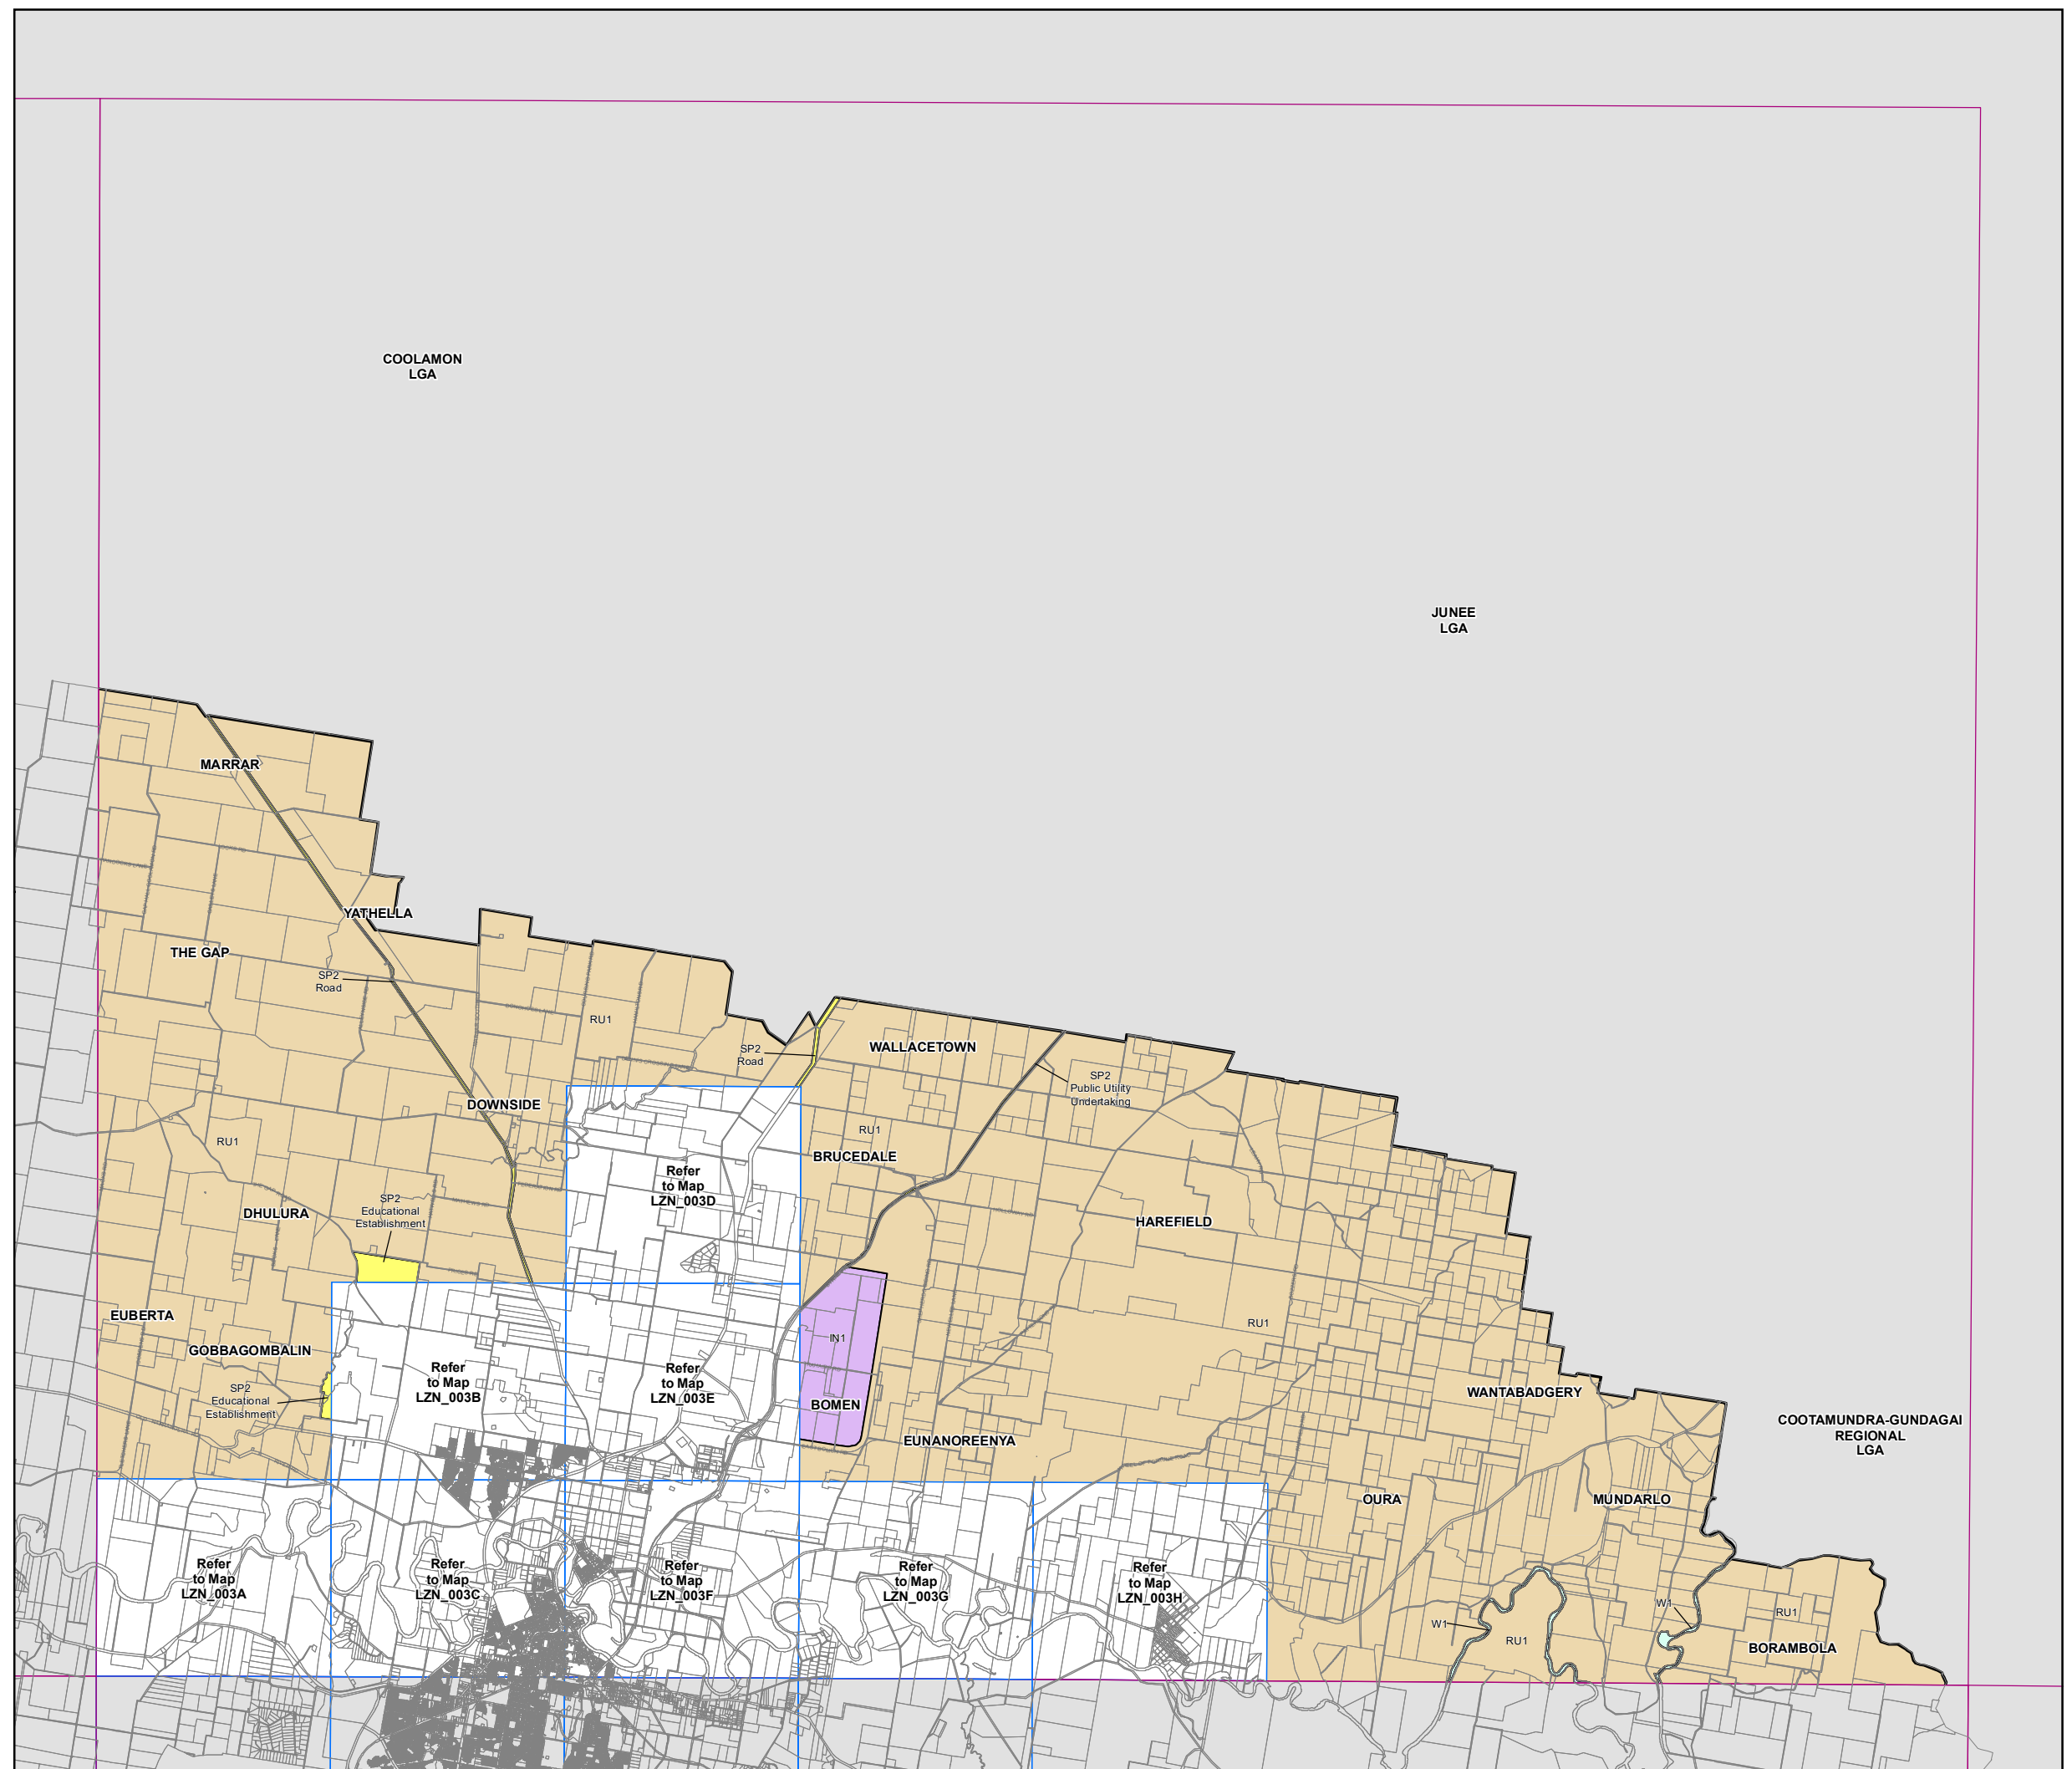 COOLAMON
LGA
JUNEE
LGA
MARRAR
YATHELLA
THE GAP
SP2
Road
RU1
SP2
Road
WALLACETOWN
SP2
Public Utility
Undertaking
DOWNSIDE
RU1
RU1
BRUCEDALE
Refer
to Map
LZN_003D
SP2
Educational
Establishment
DHULURA
HAREFIELD
EUBERTA
GOBBAGOMBALIN
RU1
IN1
Refer
to Map
LZN_003B
Refer
to Map
LZN_003E
SP2
Educational
Establishment
BOMEN
WANTABADGERY
COOTAMUNDRA-GUNDAGAI
REGIONAL
LGA
EUNANOREENYA
OURA
MUNDARLO
Refer
to Map
LZN_003A
Refer
to Map
LZN_003C
Refer
to Map
LZN_003F
Refer
to Map
LZN_003G
Refer
to Map
LZN_003H
W1
RU1
W1
RU1
BORAMBOLA